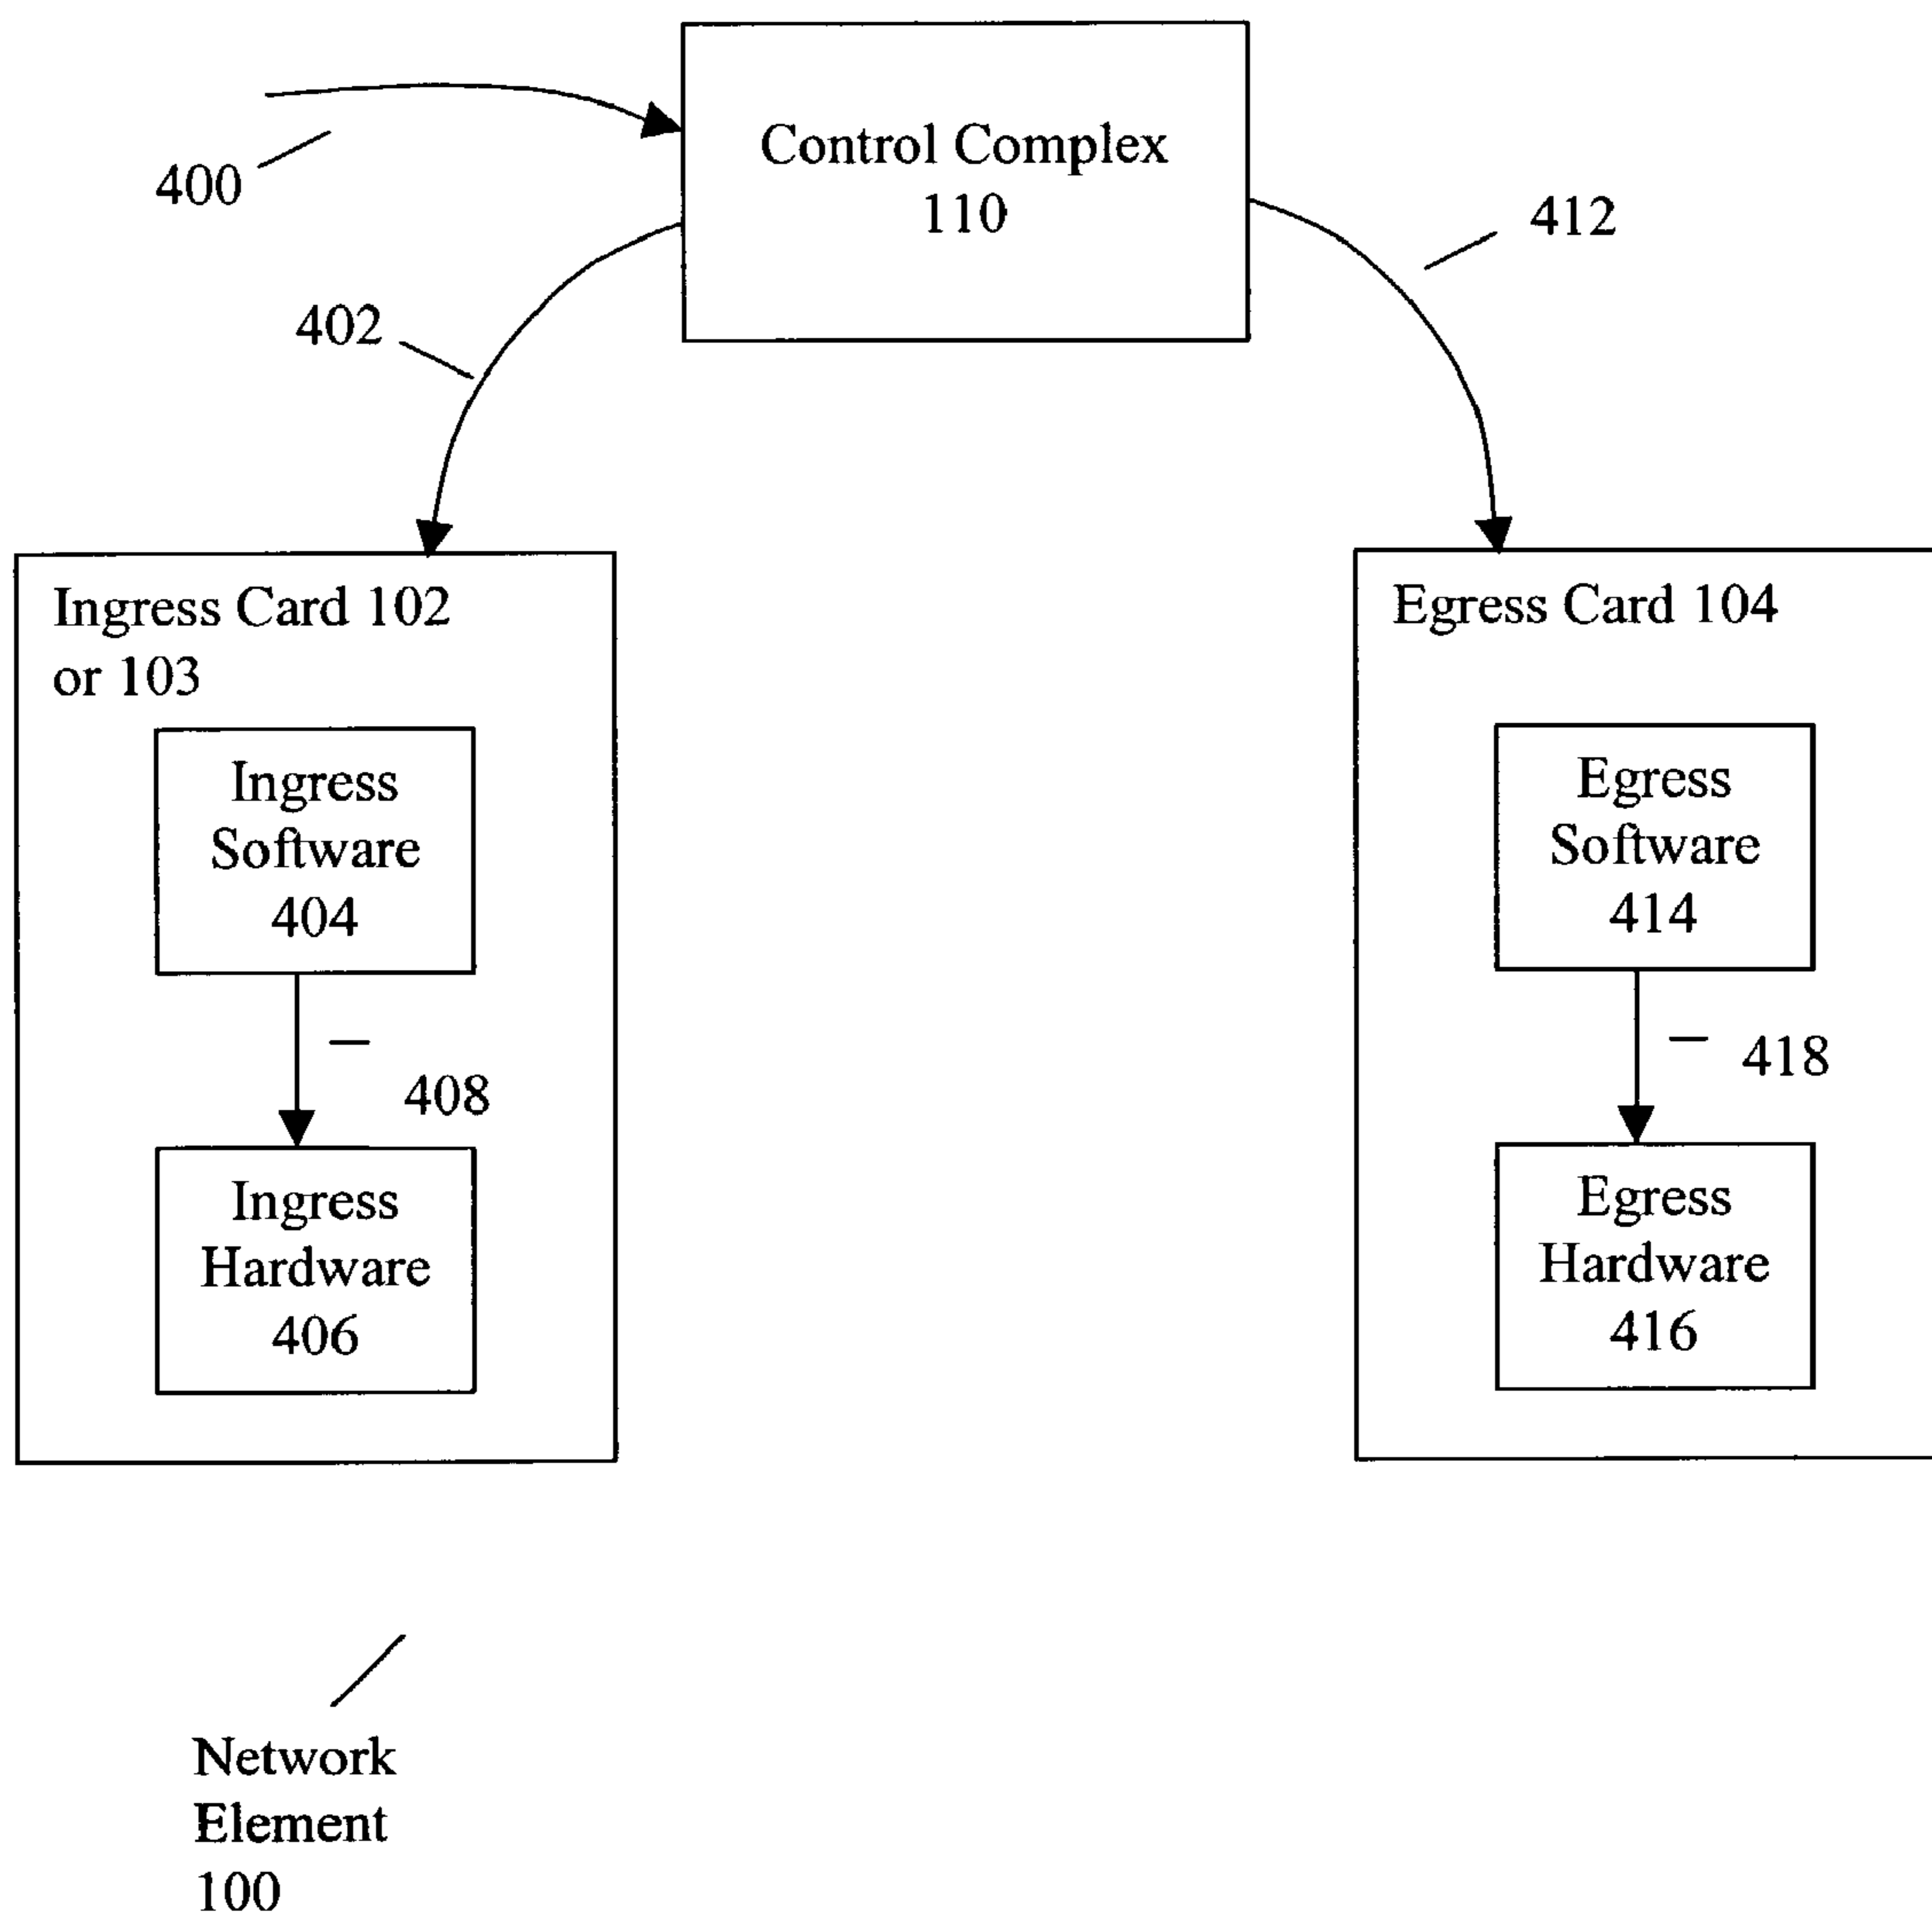 Control Complex
110
400
412
402
Ingress Card 102
or 103
Ingress
Software
404
408
Ingress
Hardware
406
Egress Card 104
Egress
Software
414
418
Egress
Hardware
416
Network
Element
100